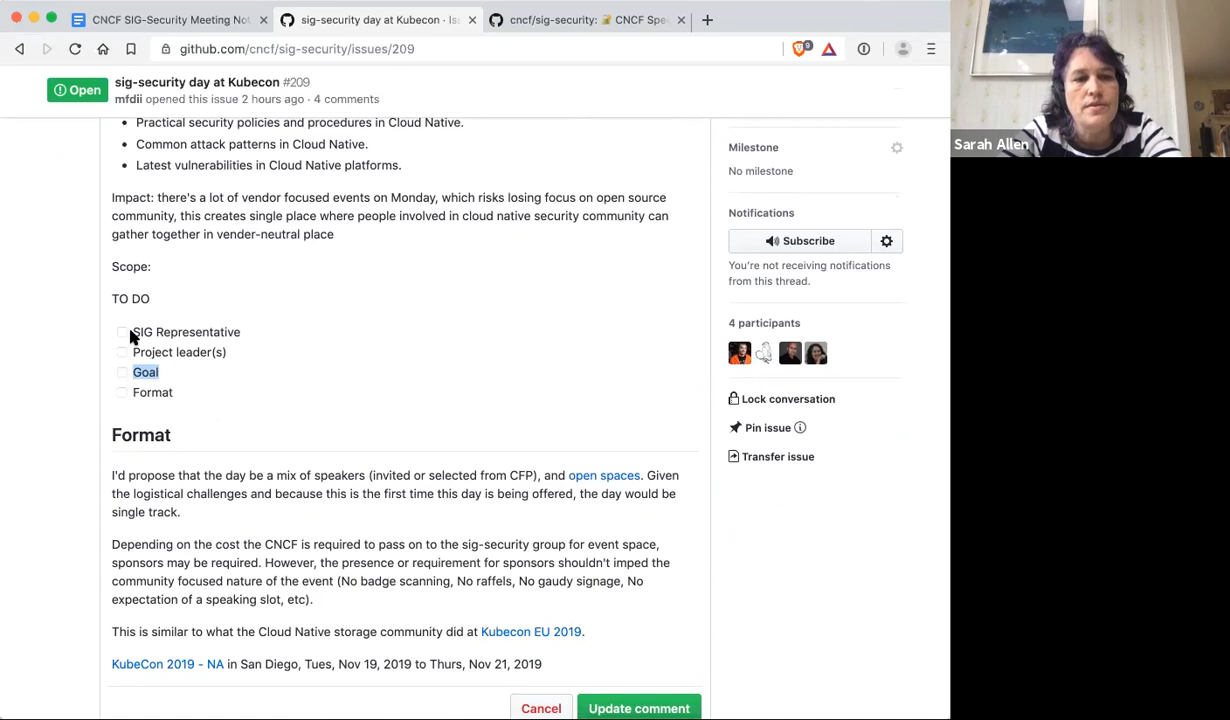 CNCF SIG-Security Meeting Not
sig-security day at Kubecon · Is
cncf/sig-security: CNCF Spe
github.com/cncf/sig-security/issues/209
9
Open
sig-security day at Kubecon #209
mfdii opened this issue 2 hours ago · 4 comments
Practical security policies and procedures in Cloud Native.
Common attack patterns in Cloud Native.
Latest vulnerabilities in Cloud Native platforms.
Impact: there's a lot of vendor focused events on Monday, which risks losing focus on open source
community, this creates single place where people involved in cloud native security community can
gather together in vender-neutral place
Scope:
TO DO
SIG Representative
Project leader(s)
Goal
Format
Format
I'd propose that the day be a mix of speakers (invited or selected from CFP), and open spaces. Given
the logistical challenges and because this is the first time this day is being offered, the day would be
single track.
Depending on the cost the CNCF is required to pass on to the sig-security group for event space,
sponsors may be required. However, the presence or requirement for sponsors shouldn't imped the
community focused nature of the event (No badge scanning, No raffels, No gaudy signage, No
expectation of a speaking slot, etc).
This is similar to what the Cloud Native storage community did at Kubecon EU 2019.
KubeCon 2019 - NA in San Diego, Tues, Nov 19, 2019 to Thurs, Nov 21, 2019
Cancel
Update comment
Milestone
No milestone
Notifications
Subscribe
You're not receiving notifications
from this thread.
4 participants
Lock conversation
Pin issue
Transfer issue
Sarah Allen